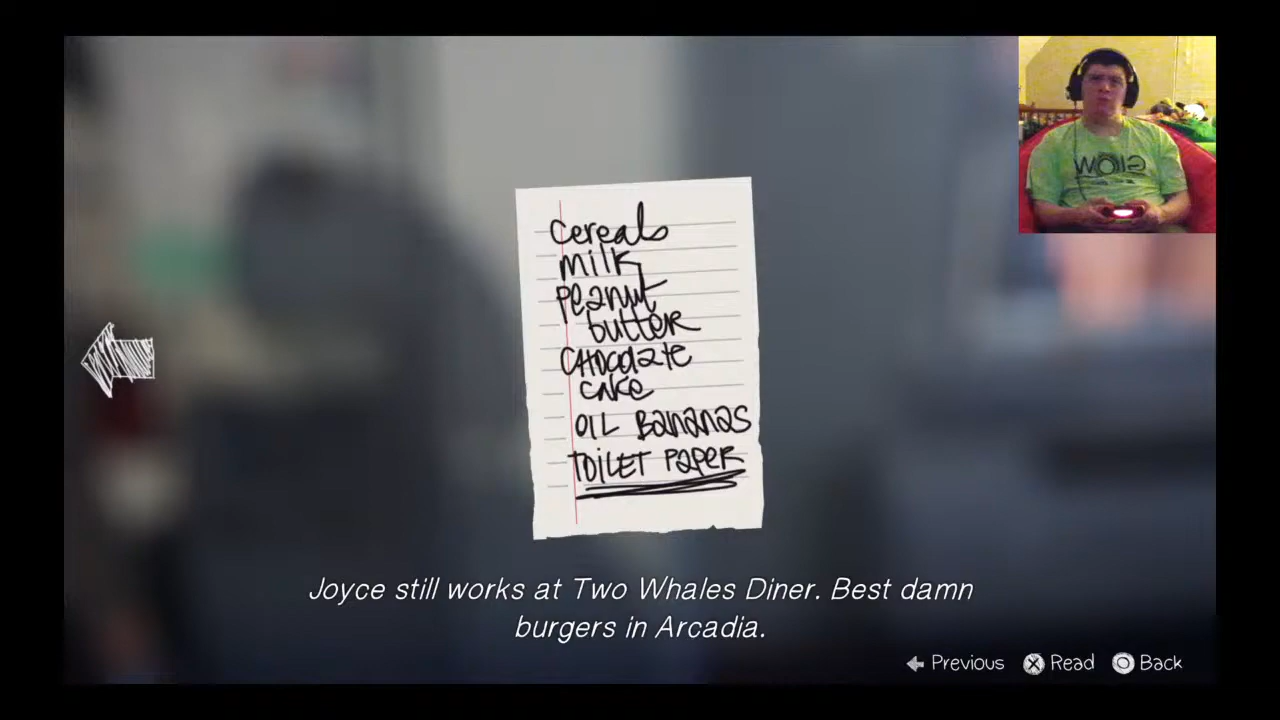 cereals
milk
peanut
butter
CHocolate
cake
OIL Bananas
TOILET PaPER
Joyce still works at Two Whales Diner. Best damn
burgers in Arcadia.
Previous
Read
Back
GLOW